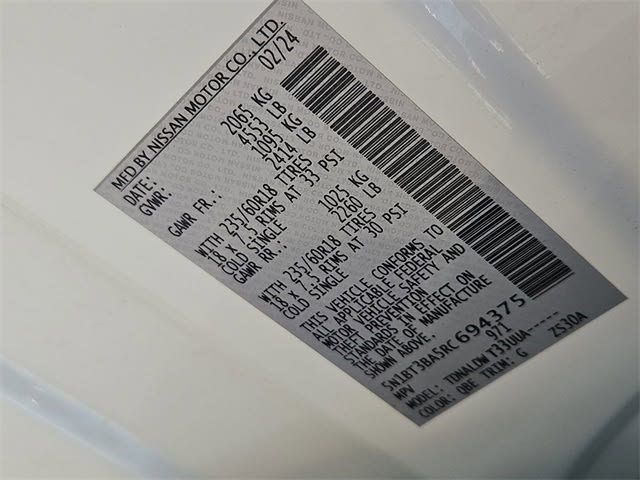 MFD BY NISSAN MOTOR CO., LTD.
DATE: 02/24
GVWR: 2065 KG
4553 LB
GAWR FR.: 1095 KG
2414 LB
WITH 235/60R18 TIRES
18 x 7.5 RIMS AT 33 PSI
COLD SINGLE
GAWR RR.: 1025 KG
2260 LB
WITH 235/60R18 TIRES
18 x 7.5 RIMS AT 30 PSI
COLD SINGLE
THIS VEHICLE CONFORMS TO
ALL APPLICABLE FEDERAL
MOTOR VEHICLE SAFETY AND
THEFT PREVENTION
STANDARDS IN EFFECT ON
THE DATE OF MANUFACTURE
SHOWN ABOVE.
5N1BT3BA5RC694375
MPV 9/1
MODEL: TDNALDW T33UUA-----
COLOR: QBE TRIM: G ZS30A